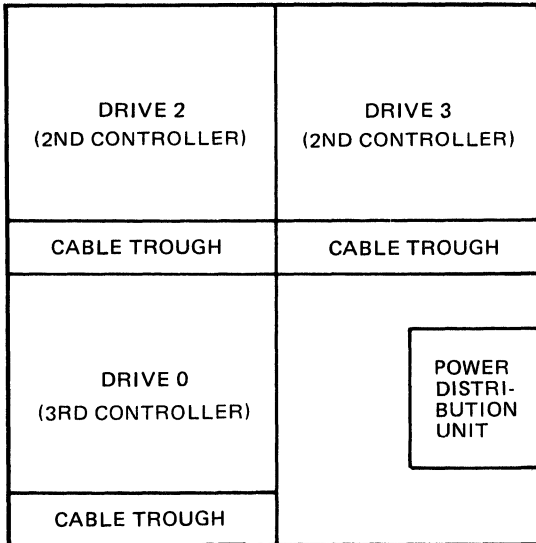 DRIVE 2
(2ND CONTROLLER)
DRIVE 3
(2ND CONTROLLER)
CABLE TROUGH
CABLE TROUGH
DRIVE 0
(3RD CONTROLLER)
POWER
DISTRI-
BUTION
UNIT
CABLE TROUGH